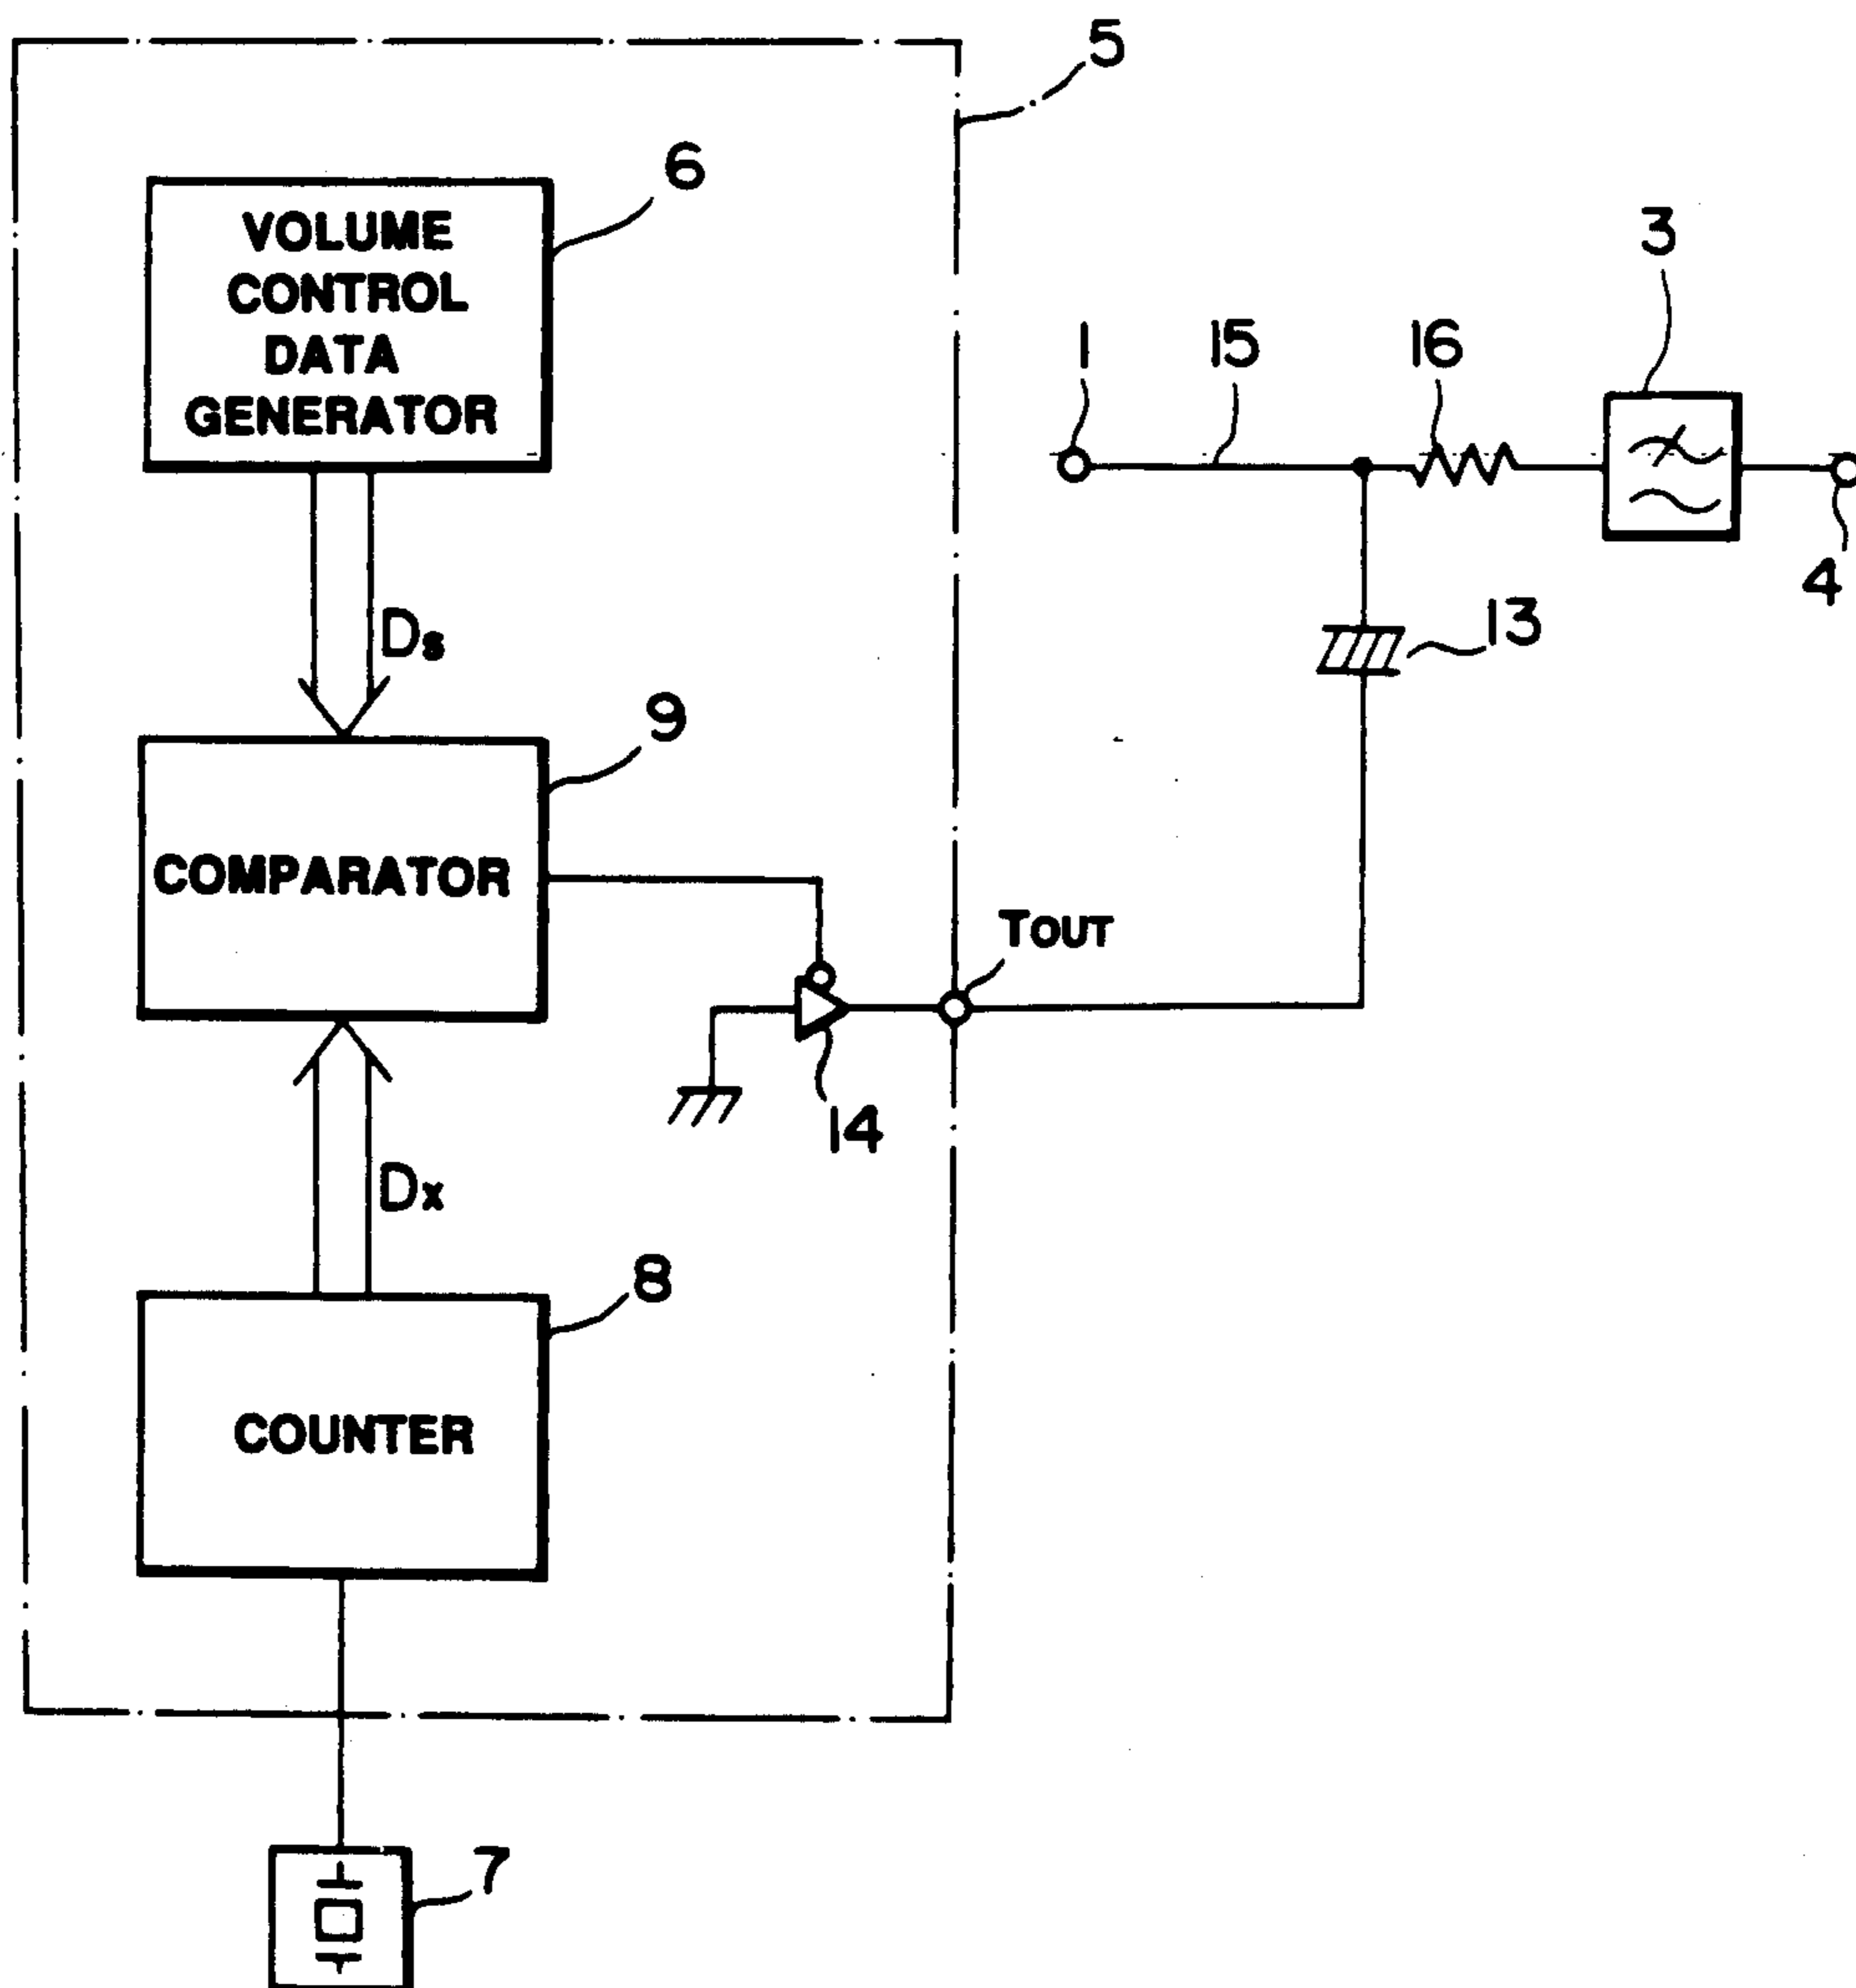 5
6
VOLUME
CONTROL
DATA
GENERATOR
3
1
15
16
4
Ds
13
9
COMPARATOR
TOUT
14
Dx
8
COUNTER
7